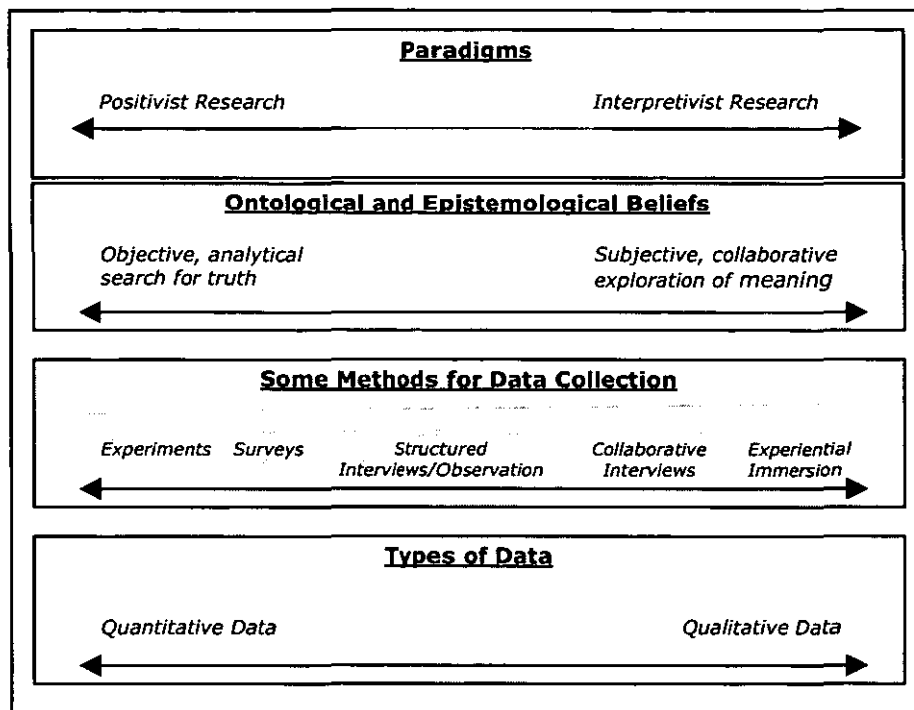 Paradigms
Positivist Research Interpretivist Research
Ontological and Epistemological Beliefs
Objective, analytical Subjective, collaborative
search for truth exploration of meaning
Some Methods for Data Collection
Experiments Surveys Structured Collaborative Experiential
Interviews/Observation Interviews Immersion
Types of Data
Quantitative Data Qualitative Data